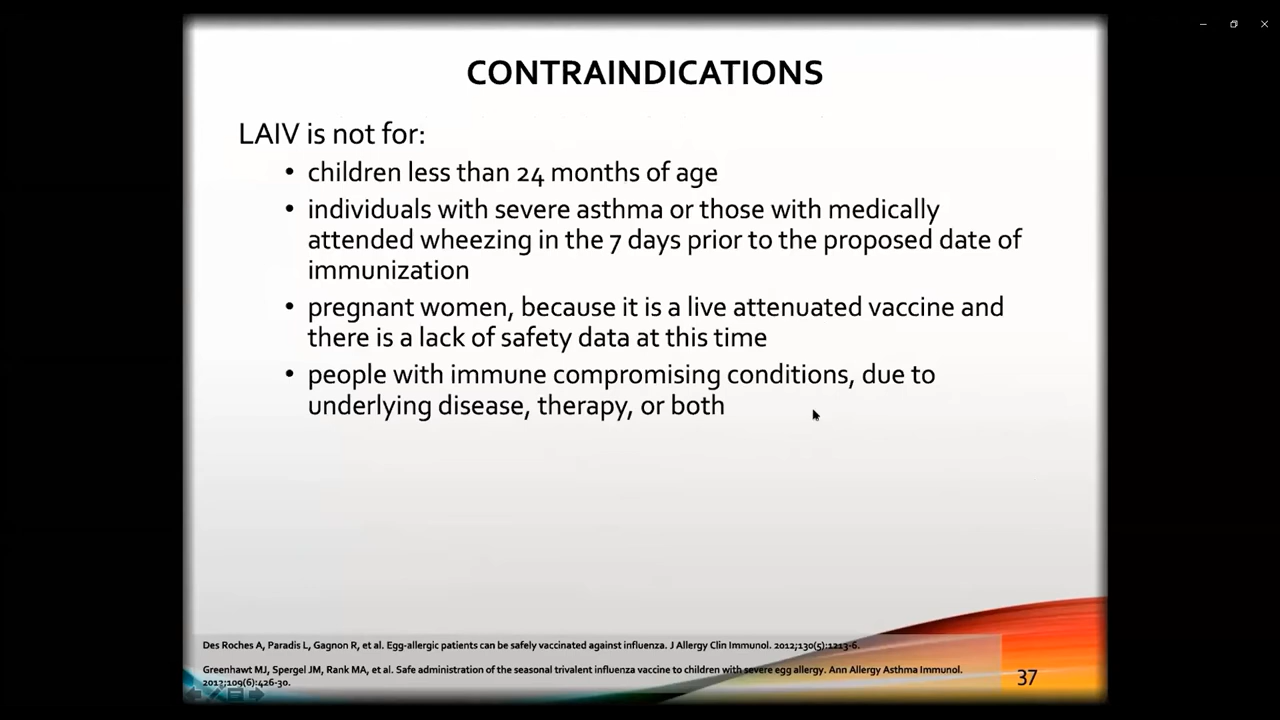 CONTRAINDICATIONS
LAIV is not for:
• children less than 24 months of age
• individuals with severe asthma or those with medically
attended wheezing in the 7 days prior to the proposed date of
immunization
• pregnant women, because it is a live attenuated vaccine and
there is a lack of safety data at this time
• people with immune compromising conditions, due to
underlying disease, therapy, or both
Des Roches A, Paradis L, Gagnon R, et al. Egg-allergic patients can be safely vaccinated against influenza. J Allergy Clin Immunol. 2012;130(5):1213-6.
Greenhawt MJ, Spergel JM, Rank MA, et al. Safe administration of the seasonal trivalent influenza vaccine to children with severe egg allergy. Ann Allergy Asthma Immunol.
2012;109(6):426-30.
37